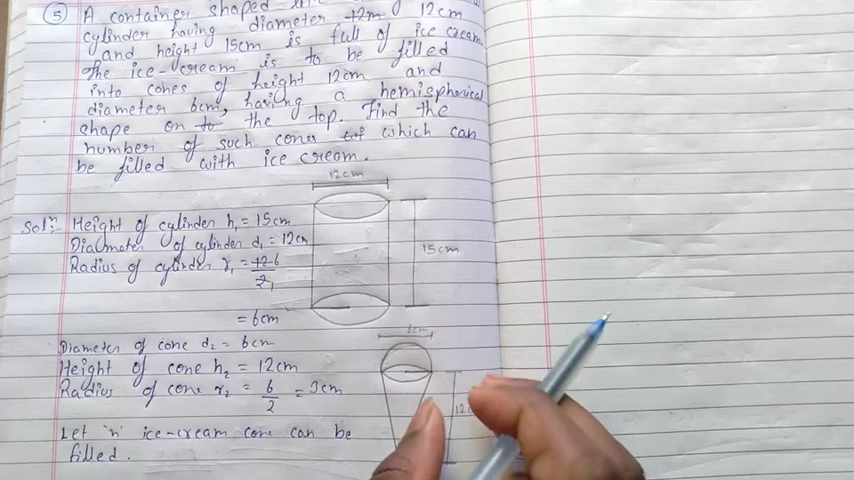 5 A container shaped
cylinder having diameter 12m 12cm
and height 15cm is full of ice cream
The ice-cream is to be filled
into cones of height 12cm and
diameter 6cm, having a hemispherical
shape on to the top. Find the
number of such cones which can
be filled with ice cream.
12cm
Soln: Height of cylinder h₁ = 15cm
Diameter of cylinder d₁ = 12cm
15cm
Radius of cylinder r₁ = 12 6 / 2 1
= 6cm
6cm
Diameter of cone d₂ = 6cm
Height of cone h₂ = 12cm
Radius of cone r₂ = 6/2 = 3cm
Let 'n' ice-cream cone can be
filled.